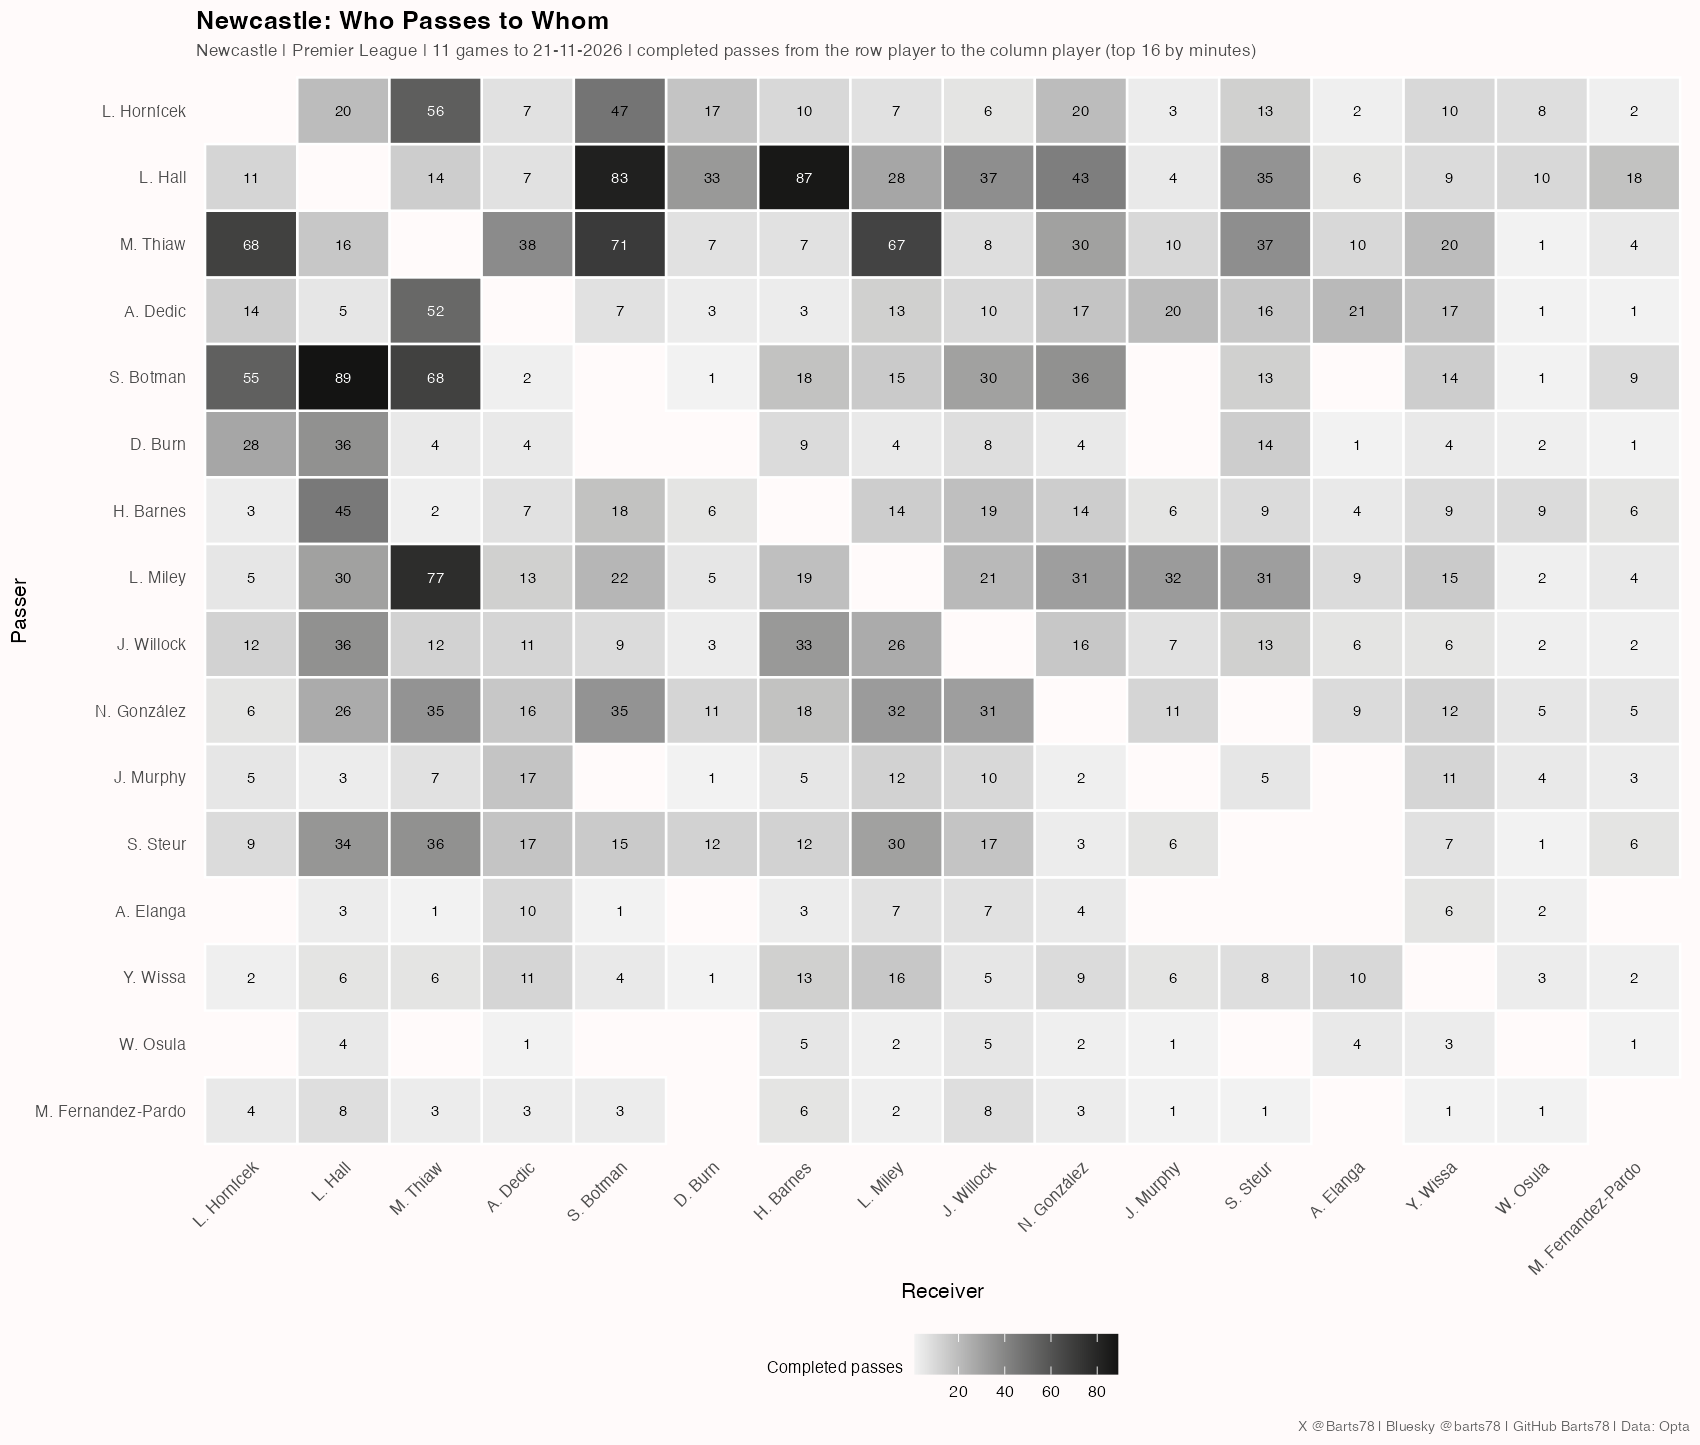 Newcastle: Who Passes to Whom
Newcastle | Premier League | 11 games to 21-11-2026 | completed passes from the row player to the column player (top 16 by minutes)
L. Hornícek 20 56 7 47 17 10 7 6 20 3 13 2 10 8 2
L. Hall 11 14 7 83 33 87 28 37 43 4 35 6 9 10 18
M. Thiaw 68 16 38 71 7 7 67 8 30 10 37 10 20 1 4
A. Dedic 14 5 52 7 3 3 13 10 17 20 16 21 17 1 1
S. Botman 55 89 68 2 1 18 15 30 36 13 14 1 9
D. Burn 28 36 4 4 9 4 8 4 14 1 4 2 1
H. Barnes 3 45 2 7 18 6 14 19 14 6 9 4 9 9 6
L. Miley 5 30 77 13 22 5 19 21 31 32 31 9 15 2 4
J. Willock 12 36 12 11 9 3 33 26 16 7 13 6 6 2 2
N. González 6 26 35 16 35 11 18 32 31 11 9 12 5 5
J. Murphy 5 3 7 17 1 5 12 10 2 5 11 4 3
S. Steur 9 34 36 17 15 12 12 30 17 3 6 7 1 6
A. Elanga 3 1 10 1 3 7 7 4 6 2
Y. Wissa 2 6 6 11 4 1 13 16 5 9 6 8 10 3 2
W. Osula 4 1 5 2 5 2 1 4 3 1
M. Fernandez-Pardo 4 8 3 3 3 6 2 8 3 1 1 1 1
Passer
L. Hornícek L. Hall M. Thiaw A. Dedic S. Botman D. Burn H. Barnes L. Miley J. Willock N. González J. Murphy S. Steur A. Elanga Y. Wissa W. Osula M. Fernandez-Pardo
Receiver
Completed passes
20 40 60 80
X @Barts78 | Bluesky @barts78 | GitHub Barts78 | Data: Opta